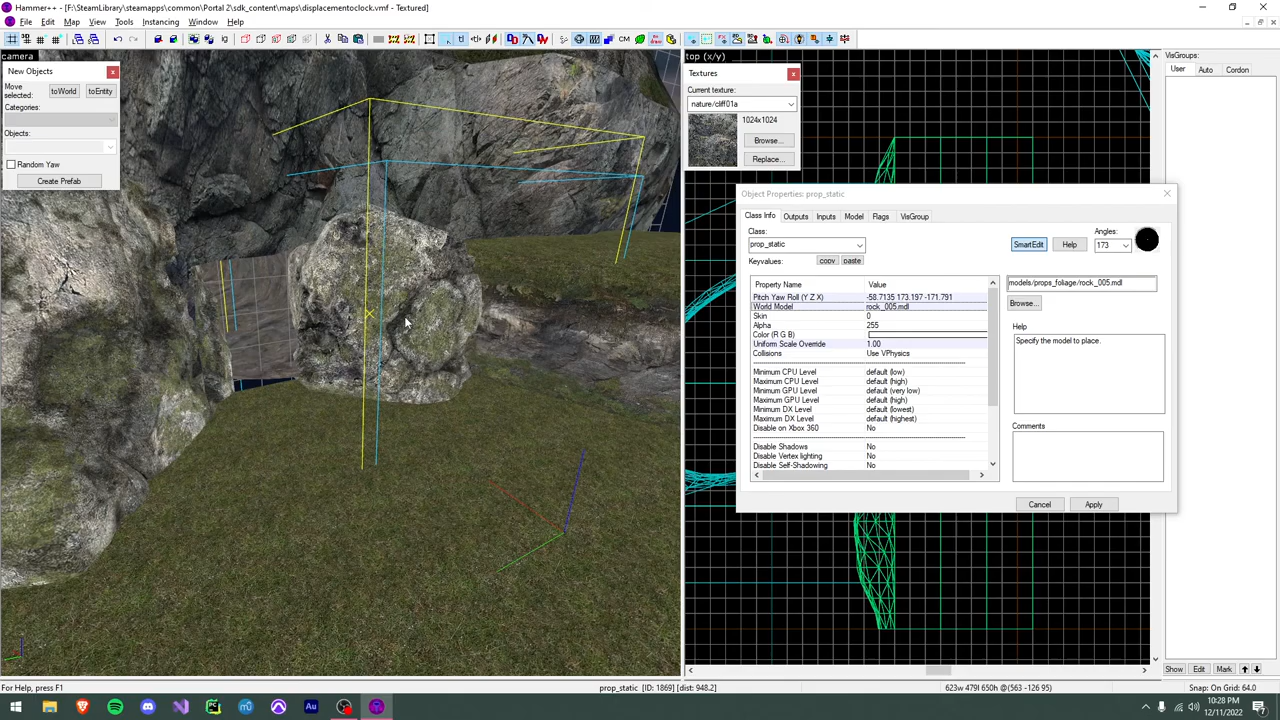 Hammer++ - [F:\SteamLibrary\steamapps\common\Portal 2\sdk_content\maps\displacementoclock.vmf - Textured]
File Edit Map View Tools Instancing Window Help
camera
New Objects
Move selected:
toWorld toEntity
Categories:
Objects:
Random Yaw
Create Prefab
top (x/y)
Textures
Current texture:
nature/cliff01a
1024x1024
Browse...
Replace...
VisGroups:
User Auto Cordon
Object Properties: prop_static
Class Info Outputs Inputs Model Flags VisGroup
Class:
prop_static
Angles:
SmartEdit Help 173
Keyvalues: copy paste
Property Name Value
Pitch Yaw Roll (Y Z X) -58.7135 173.197 -171.791
World Model rock_005.mdl
Skin 0
Alpha 255
Color (R G B)
Uniform Scale Override 1.00
Collisions Use VPhysics
Minimum CPU Level default (low)
Maximum CPU Level default (high)
Minimum GPU Level default (very low)
Maximum GPU Level default (high)
Minimum DX Level default (lowest)
Maximum DX Level default (highest)
Disable on Xbox 360 No
Disable Shadows No
Disable Vertex lighting No
Disable Self-Shadowing No
models/props_foliage/rock_005.mdl
Browse...
Help
Specify the model to place.
Comments
Cancel Apply
Show Edit Mark
For Help, press F1
prop_static [ID: 1869] [dist: 948.2]
623w 479l 650h @(563 -126 95)
Snap: On Grid: 64.0
10:28 PM
12/11/2022